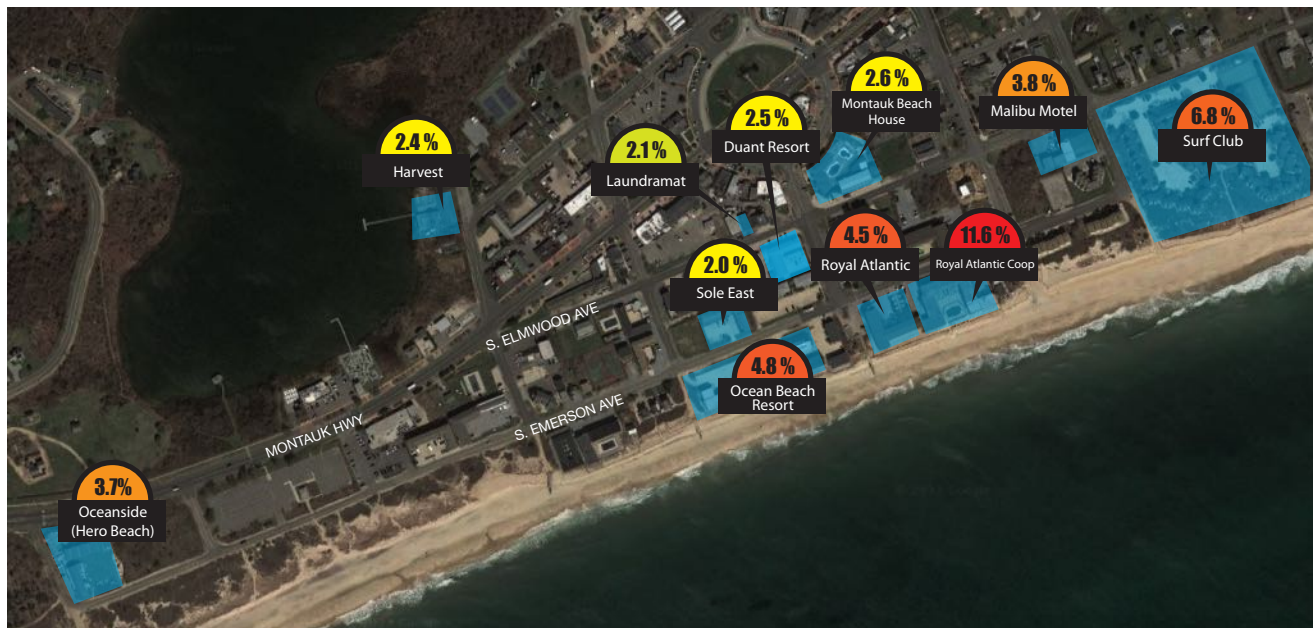 2.6 %
Montauk Beach
House
3.8 %
Malibu Motel
6.8 %
Surf Club
2.5 %
Duant Resort
2.4 %
Harvest
2.1 %
Laundramat
4.5 %
Royal Atlantic
11.6 %
Royal Atlantic Coop
2.0 %
Sole East
S. ELMWOOD AVE
4.8 %
Ocean Beach
Resort
S. EMERSON AVE
MONTAUK HWY
3.7%
Oceanside
(Hero Beach)